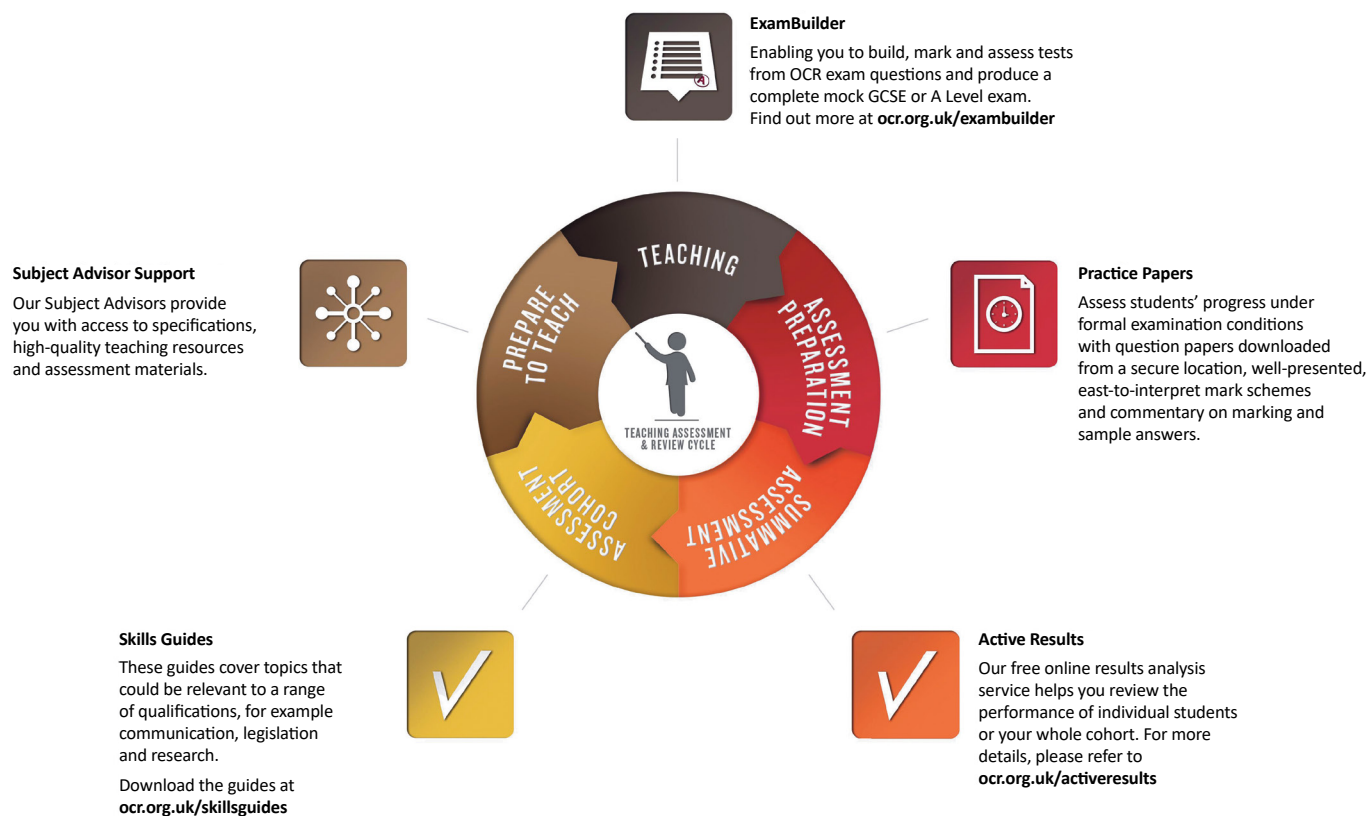 ExamBuilder
Enabling you to build, mark and assess tests
from OCR exam questions and produce a
complete mock GCSE or A Level exam.
Find out more at ocr.org.uk/exambuilder
Subject Advisor Support
Our Subject Advisors provide
you with access to specifications,
high-quality teaching resources
and assessment materials.
TEACHING
PREPARE
TO TEACH
ASSESSMENT
PREPARATION
TEACHING ASSESSMENT
& REVIEW CYCLE
ASSESSMENT
COHORT
SUMMATIVE
ASSESSMENT
Practice Papers
Assess students’ progress under
formal examination conditions
with question papers downloaded
from a secure location, well-presented,
east-to-interpret mark schemes
and commentary on marking and
sample answers.
Skills Guides
These guides cover topics that
could be relevant to a range
of qualifications, for example
communication, legislation
and research.
Download the guides at
ocr.org.uk/skillsguides
Active Results
Our free online results analysis
service helps you review the
performance of individual students
or your whole cohort. For more
details, please refer to
ocr.org.uk/activeresults
A